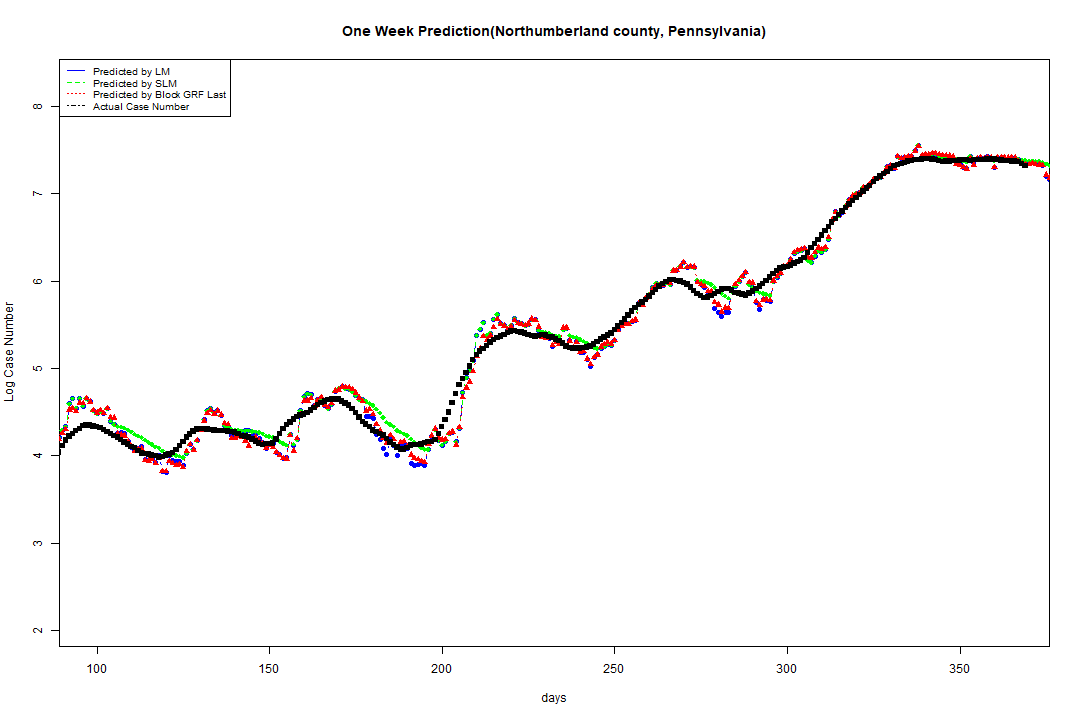 One Week Prediction(Northumberland county, Pennsylvania)
Predicted by LM
Predicted by SLM
Predicted by Block GRF Last
Actual Case Number
8
7
6
5
4
3
2
Log Case Number
100 150 200 250 300 350
days